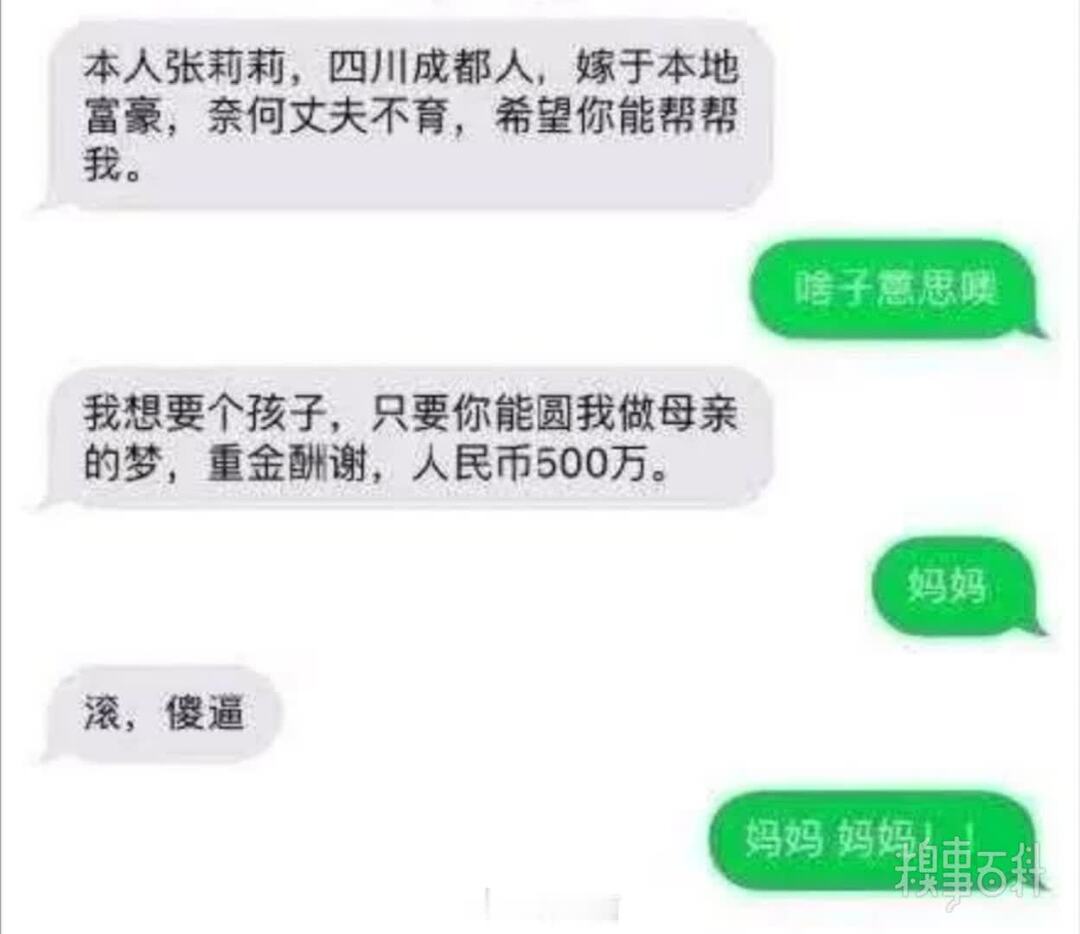 本人张莉莉，四川成都人，嫁于本地
富豪，奈何丈夫不育，希望你能帮帮
我。
啥子意思噢
我想要个孩子，只要你能圆我做母亲
的梦，重金酬谢，人民币500万。
妈妈
滚，傻逼
妈妈 妈妈！！
糗事百科